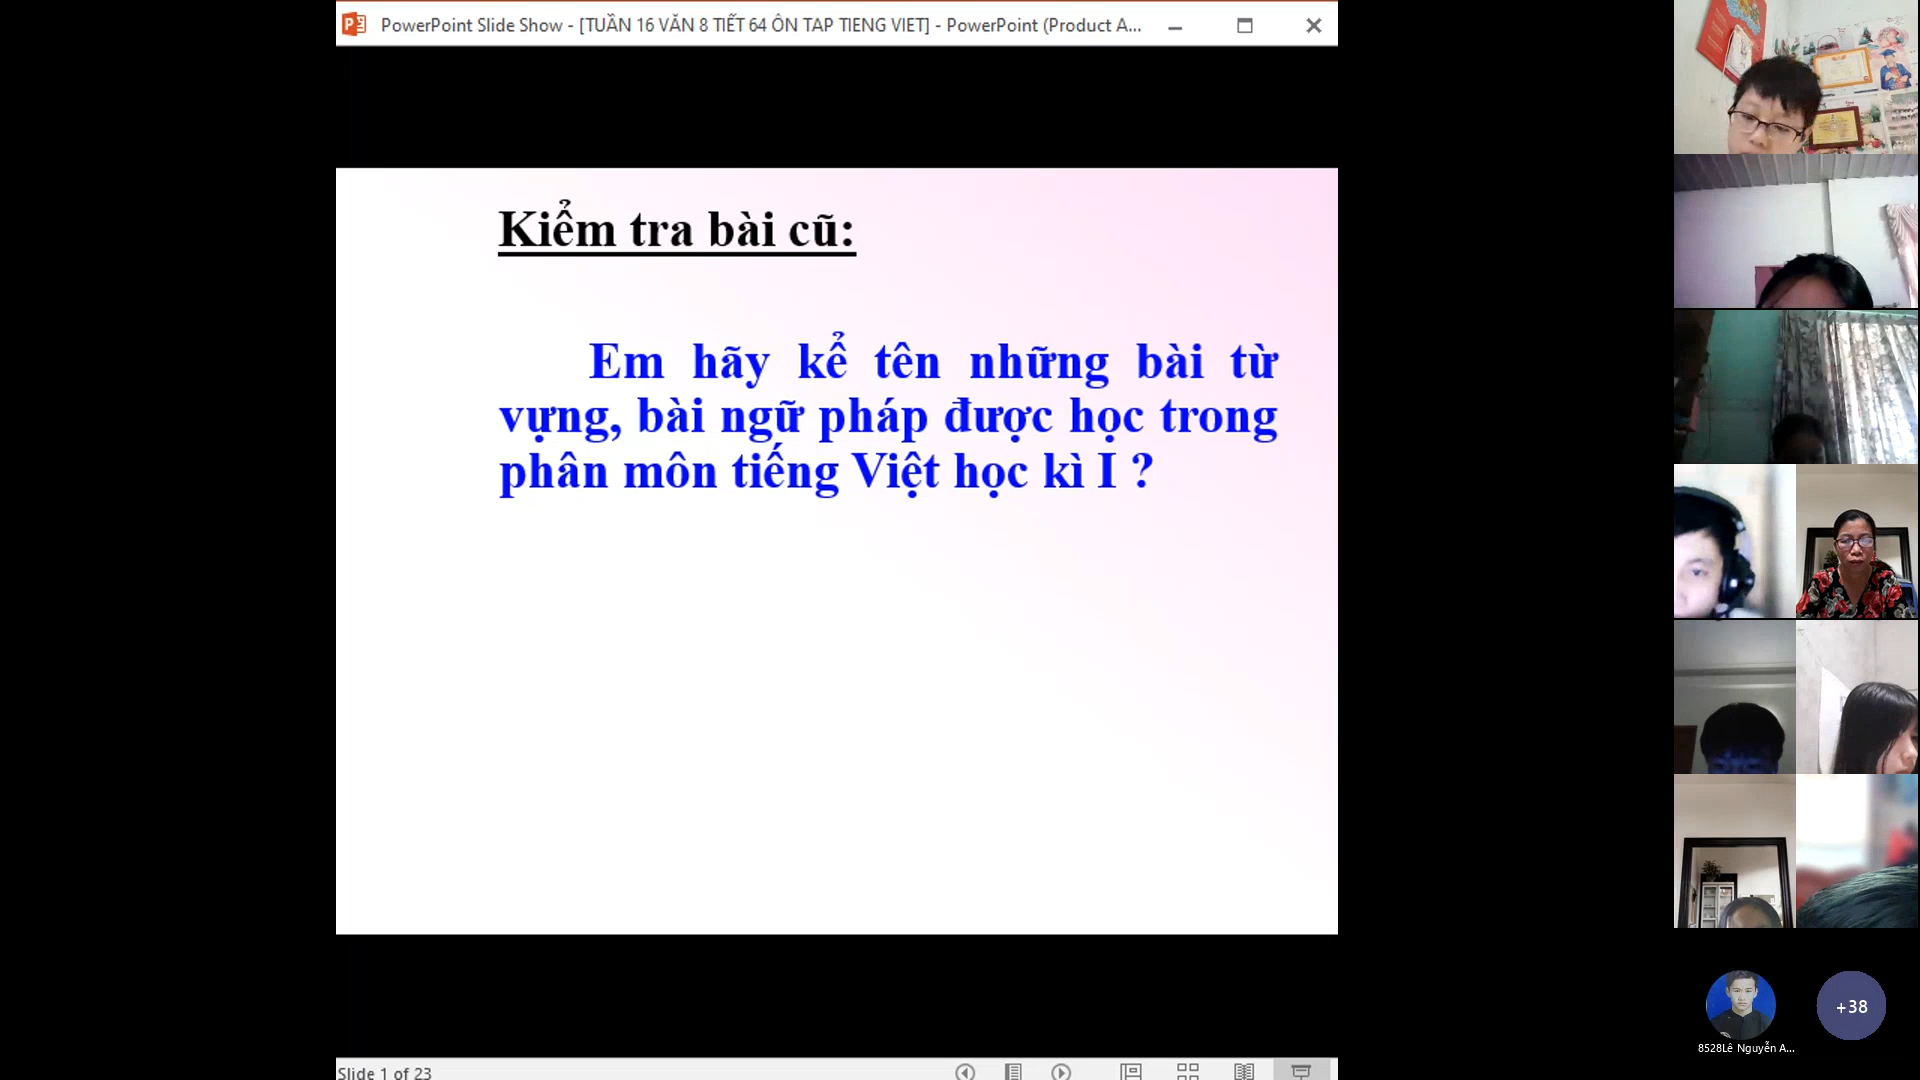 PowerPoint Slide Show - [TUẦN 16 VĂN 8 TIẾT 64 ÔN TAP TIENG VIET] - PowerPoint (Product A...
Kiểm tra bài cũ:
Em hãy kể tên những bài từ
vựng, bài ngữ pháp được học trong
phân môn tiếng Việt học kì I ?
+38
8528Lê Nguyễn A...
Slide 1 of 23